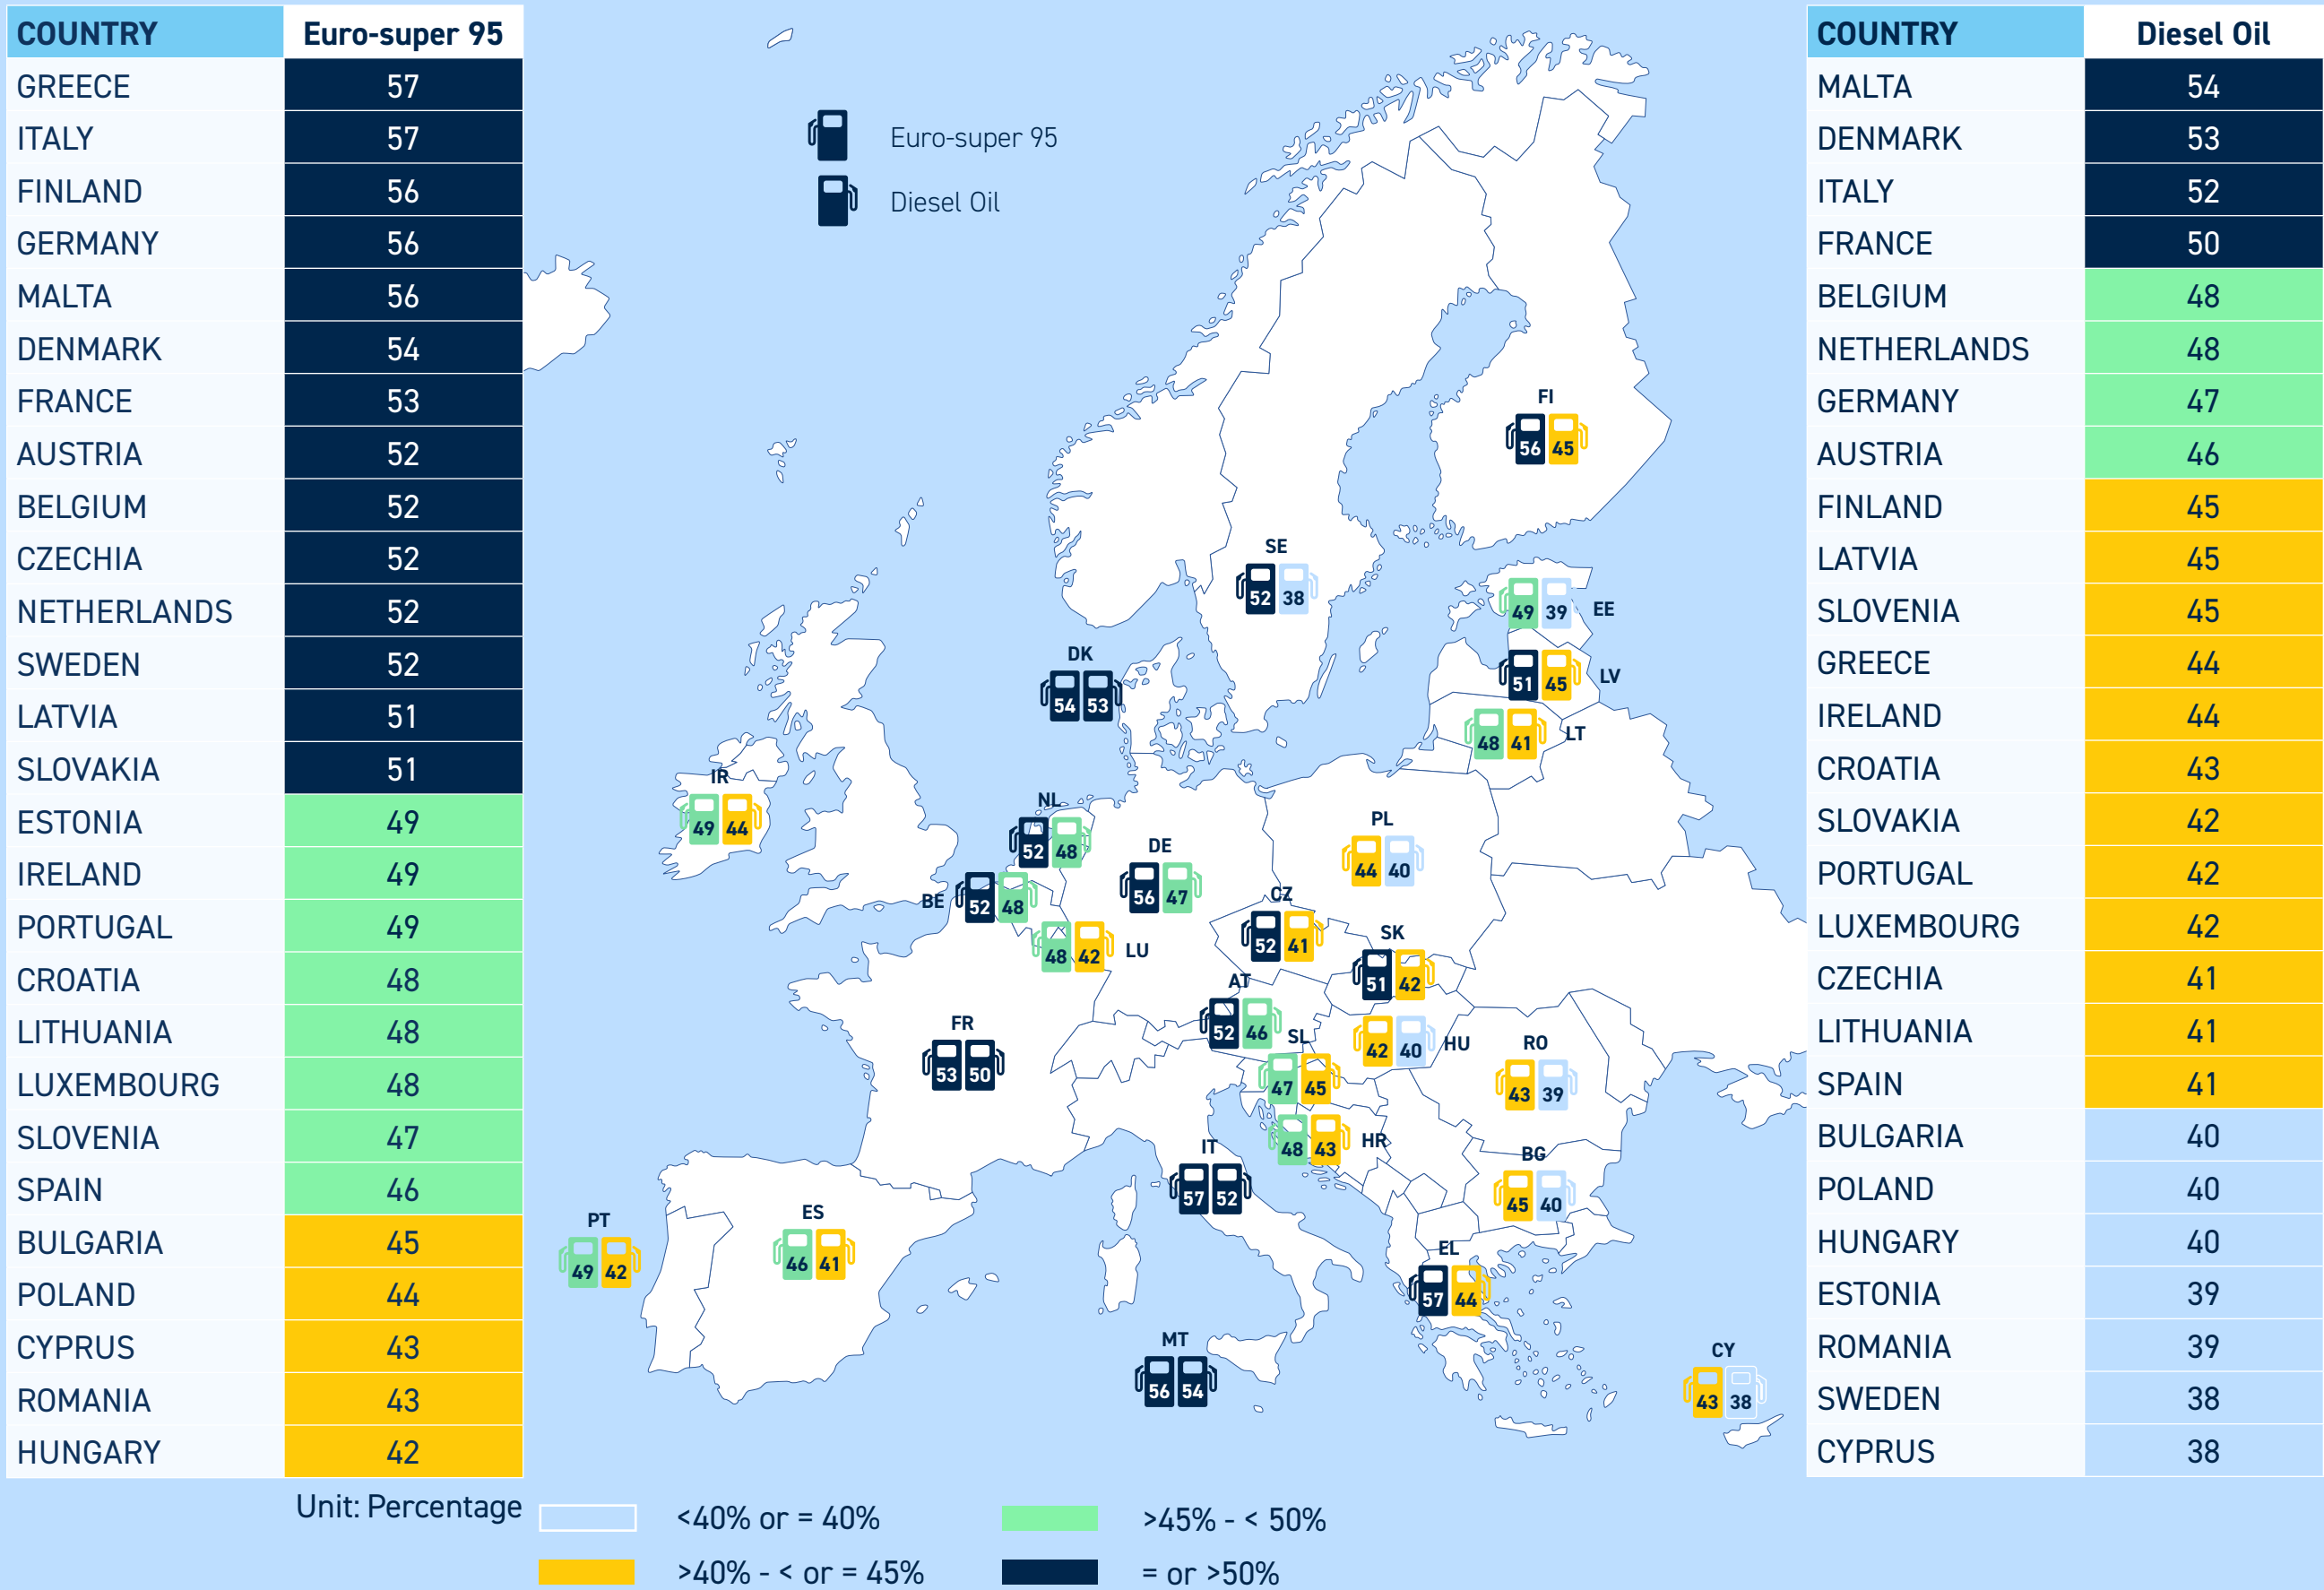 COUNTRY Euro-super 95
GREECE 57
ITALY 57
FINLAND 56
GERMANY 56
MALTA 56
DENMARK 54
FRANCE 53
AUSTRIA 52
BELGIUM 52
CZECHIA 52
NETHERLANDS 52
SWEDEN 52
LATVIA 51
SLOVAKIA 51
ESTONIA 49
IRELAND 49
PORTUGAL 49
CROATIA 48
LITHUANIA 48
LUXEMBOURG 48
SLOVENIA 47
SPAIN 46
BULGARIA 45
POLAND 44
CYPRUS 43
ROMANIA 43
HUNGARY 42
Unit: Percentage
Euro-super 95
Diesel Oil
FI
56 45
SE
52 38
49 39 EE
DK
54 53
51 45 LV
48 41 LT
IR
49 44
NL
52 48
PL
44 40
DE
56 47
BE 52 48
CZ
52 41
48 42 LU
SK
51 42
AT
52 46
FR
53 50
42 40 HU
SL
47 45
RO
43 39
48 43 HR
IT
57 52
BG
45 40
PT
49 42
ES
46 41
EL
57 44
MT
56 54
CY
43 38
COUNTRY Diesel Oil
MALTA 54
DENMARK 53
ITALY 52
FRANCE 50
BELGIUM 48
NETHERLANDS 48
GERMANY 47
AUSTRIA 46
FINLAND 45
LATVIA 45
SLOVENIA 45
GREECE 44
IRELAND 44
CROATIA 43
SLOVAKIA 42
PORTUGAL 42
LUXEMBOURG 42
CZECHIA 41
LITHUANIA 41
SPAIN 41
BULGARIA 40
POLAND 40
HUNGARY 40
ESTONIA 39
ROMANIA 39
SWEDEN 38
CYPRUS 38
<40% or = 40%
>45% - < 50%
>40% - < or = 45%
= or >50%